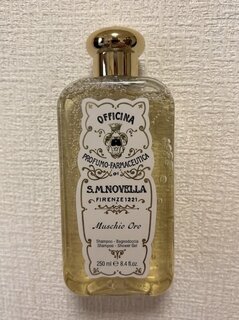 OFFICINA
PROFUMO-FARMACEUTICA
DI
S.M.NOVELLA
FIRENZE 1221
Muschio Oro
Shampoo - Bagnodoccia
Shampoo - Shower Gel
250 ml e 8.4 fl.oz.